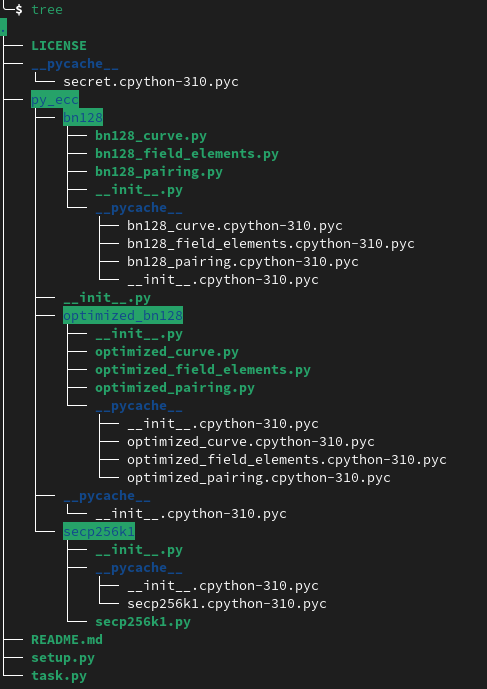 └─$ tree
.
├── LICENSE
├── __pycache__
│   └── secret.cpython-310.pyc
├── py_ecc
│   ├── bn128
│   │   ├── bn128_curve.py
│   │   ├── bn128_field_elements.py
│   │   ├── bn128_pairing.py
│   │   ├── __init__.py
│   │   └── __pycache__
│   │       ├── bn128_curve.cpython-310.pyc
│   │       ├── bn128_field_elements.cpython-310.pyc
│   │       ├── bn128_pairing.cpython-310.pyc
│   │       └── __init__.cpython-310.pyc
│   ├── __init__.py
│   ├── optimized_bn128
│   │   ├── __init__.py
│   │   ├── optimized_curve.py
│   │   ├── optimized_field_elements.py
│   │   ├── optimized_pairing.py
│   │   └── __pycache__
│   │       ├── __init__.cpython-310.pyc
│   │       ├── optimized_curve.cpython-310.pyc
│   │       ├── optimized_field_elements.cpython-310.pyc
│   │       └── optimized_pairing.cpython-310.pyc
│   ├── __pycache__
│   │   └── __init__.cpython-310.pyc
│   └── secp256k1
│       ├── __init__.py
│       ├── __pycache__
│       │   ├── __init__.cpython-310.pyc
│       │   └── secp256k1.cpython-310.pyc
│       └── secp256k1.py
├── README.md
├── setup.py
└── task.py